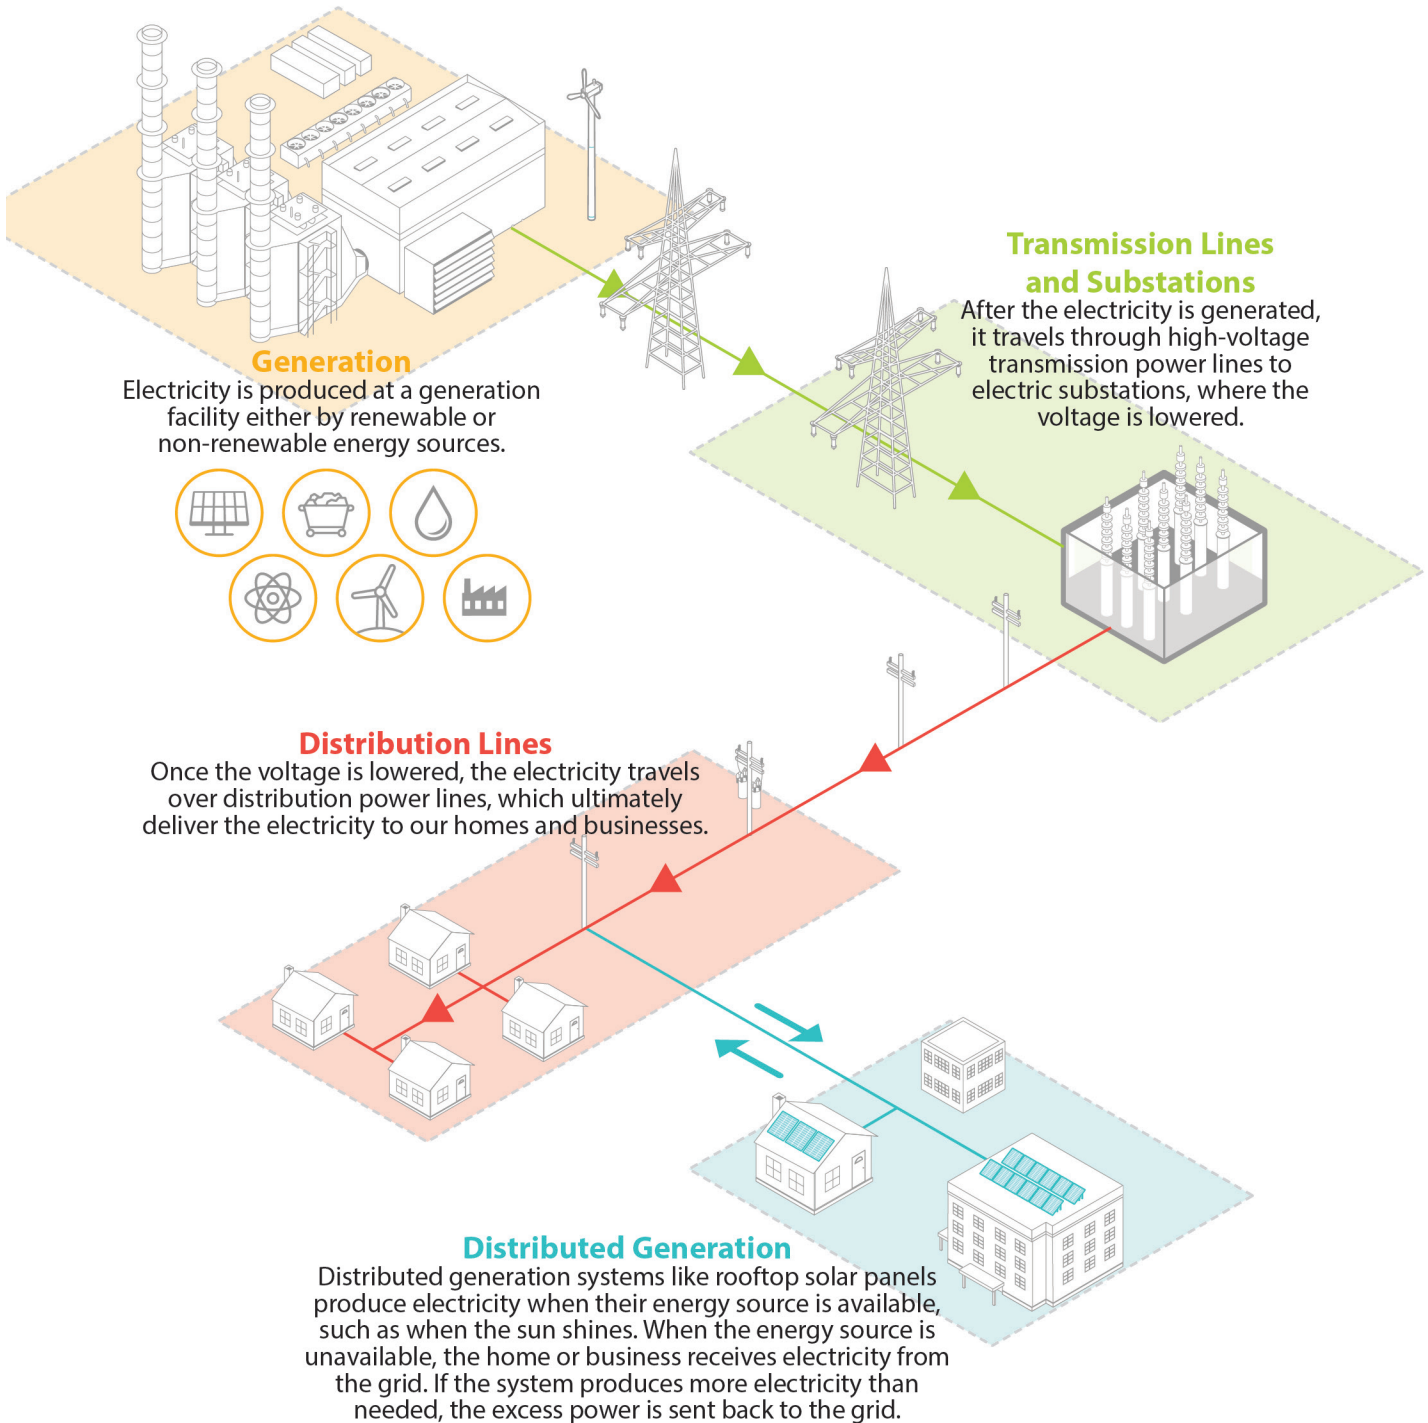 Generation
Electricity is produced at a generation
facility either by renewable or
non-renewable energy sources.
Transmission Lines
and Substations
After the electricity is generated,
it travels through high-voltage
transmission power lines to
electric substations, where the
voltage is lowered.
Distribution Lines
Once the voltage is lowered, the electricity travels
over distribution power lines, which ultimately
deliver the electricity to our homes and businesses.
Distributed Generation
Distributed generation systems like rooftop solar panels
produce electricity when their energy source is available,
such as when the sun shines. When the energy source is
unavailable, the home or business receives electricity from
the grid. If the system produces more electricity than
needed, the excess power is sent back to the grid.